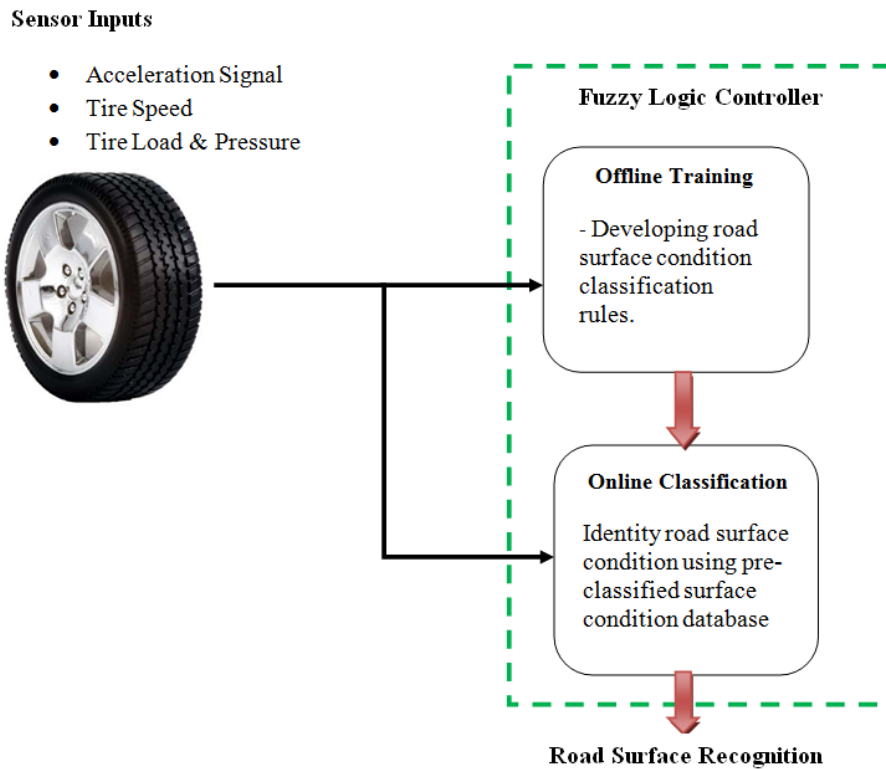 Sensor Inputs
• Acceleration Signal
• Tire Speed
• Tire Load & Pressure
Fuzzy Logic Controller
Offline Training
- Developing road
surface condition
classification
rules.
Online Classification
Identity road surface
condition using pre-
classified surface
condition database
Road Surface Recognition